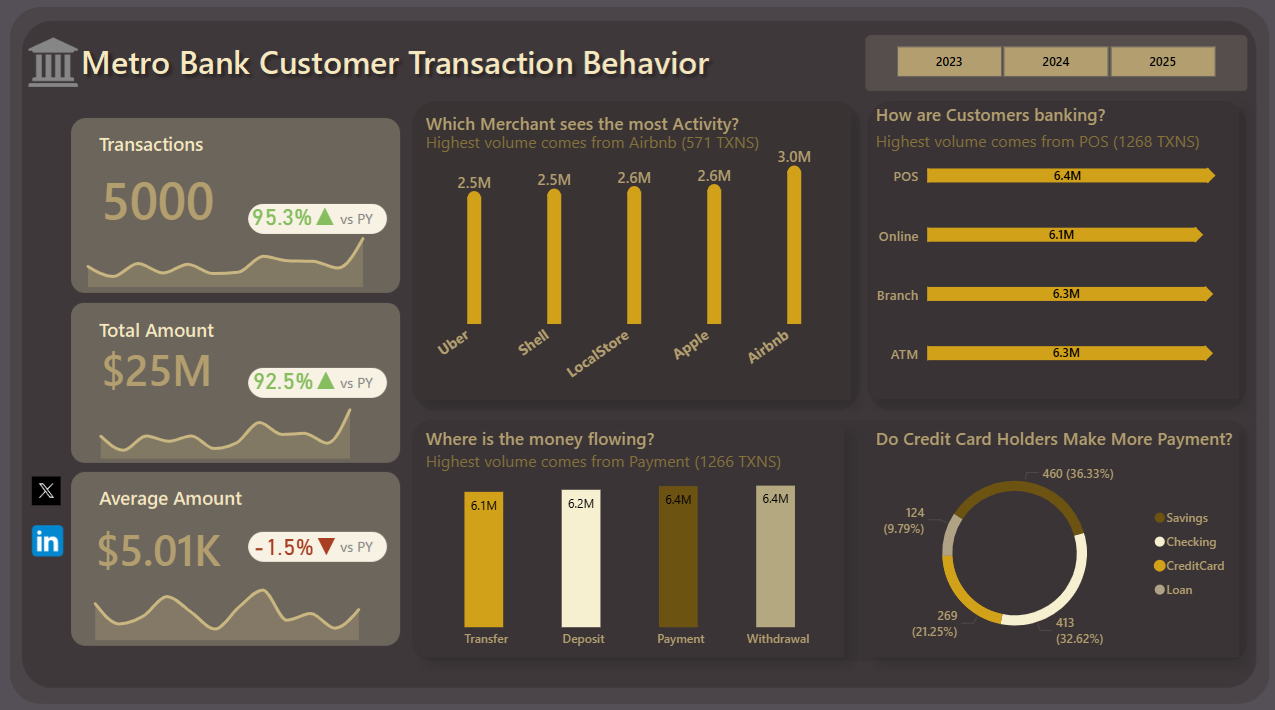 Metro Bank Customer Transaction Behavior
2023
2024
2025
Transactions
5000
95.3% ▲ vs PY
Total Amount
$25M
92.5% ▲ vs PY
Average Amount
$5.01K
-1.5% ▼ vs PY
X
in
Which Merchant sees the most Activity?
Highest volume comes from Airbnb (571 TXNS)
2.5M
2.5M
2.6M
2.6M
3.0M
Uber
Shell
LocalStore
Apple
Airbnb
How are Customers banking?
Highest volume comes from POS (1268 TXNS)
POS
6.4M
Online
6.1M
Branch
6.3M
ATM
6.3M
Where is the money flowing?
Highest volume comes from Payment (1266 TXNS)
6.1M
6.2M
6.4M
6.4M
Transfer
Deposit
Payment
Withdrawal
Do Credit Card Holders Make More Payment?
460 (36.33%)
124
(9.79%)
269
(21.25%)
413
(32.62%)
Savings
Checking
CreditCard
Loan